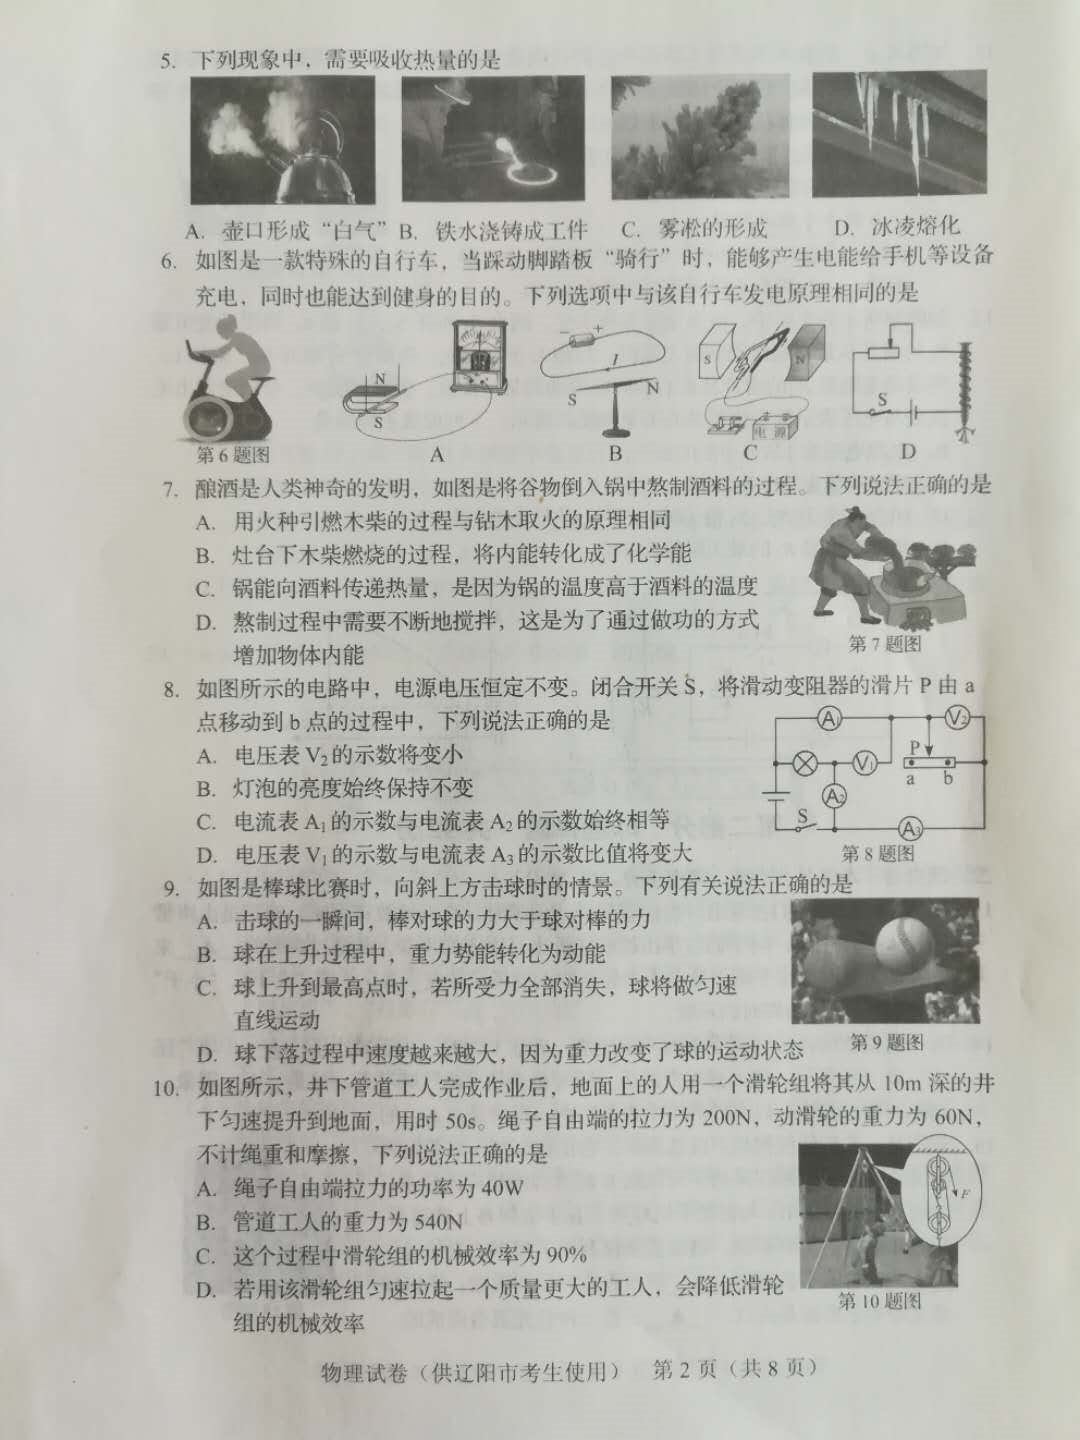 5. 下列现象中，需要吸收热量的是
A. 壶口形成“白气” B. 铁水浇铸成工件 C. 雾凇的形成 D. 冰凌熔化
6. 如图是一款特殊的自行车，当踩动脚踏板“骑行”时，能够产生电能给手机等设备
充电，同时也能达到健身的目的。下列选项中与该自行车发电原理相同的是
N
S
− +
I
S N
S N
电源
S
第6题图 A B C D
7. 酿酒是人类神奇的发明，如图是将谷物倒入锅中熬制酒料的过程。下列说法正确的是
A. 用火种引燃木柴的过程与钻木取火的原理相同
B. 灶台下木柴燃烧的过程，将内能转化成了化学能
C. 锅能向酒料传递热量，是因为锅的温度高于酒料的温度
D. 熬制过程中需要不断地搅拌，这是为了通过做功的方式
增加物体内能
第7题图
8. 如图所示的电路中，电源电压恒定不变。闭合开关S，将滑动变阻器的滑片P由a
点移动到b点的过程中，下列说法正确的是
A. 电压表V₂的示数将变小
B. 灯泡的亮度始终保持不变
C. 电流表A₁的示数与电流表A₂的示数始终相等
D. 电压表V₁的示数与电流表A₃的示数比值将变大
A₁ V₂
V₁ P
a b
A₂
S A₃
第8题图
9. 如图是棒球比赛时，向斜上方击球时的情景。下列有关说法正确的是
A. 击球的一瞬间，棒对球的力大于球对棒的力
B. 球在上升过程中，重力势能转化为动能
C. 球上升到最高点时，若所受力全部消失，球将做匀速
直线运动
D. 球下落过程中速度越来越大，因为重力改变了球的运动状态
第9题图
10. 如图所示，井下管道工人完成作业后，地面上的人用一个滑轮组将其从10m深的井
下匀速提升到地面，用时50s。绳子自由端的拉力为200N，动滑轮的重力为60N，
不计绳重和摩擦，下列说法正确的是
A. 绳子自由端拉力的功率为40W
B. 管道工人的重力为540N
C. 这个过程中滑轮组的机械效率为90%
D. 若用该滑轮组匀速拉起一个质量更大的工人，会降低滑轮
组的机械效率
F
第10题图
物理试卷（供辽阳市考生使用） 第2页（共8页）